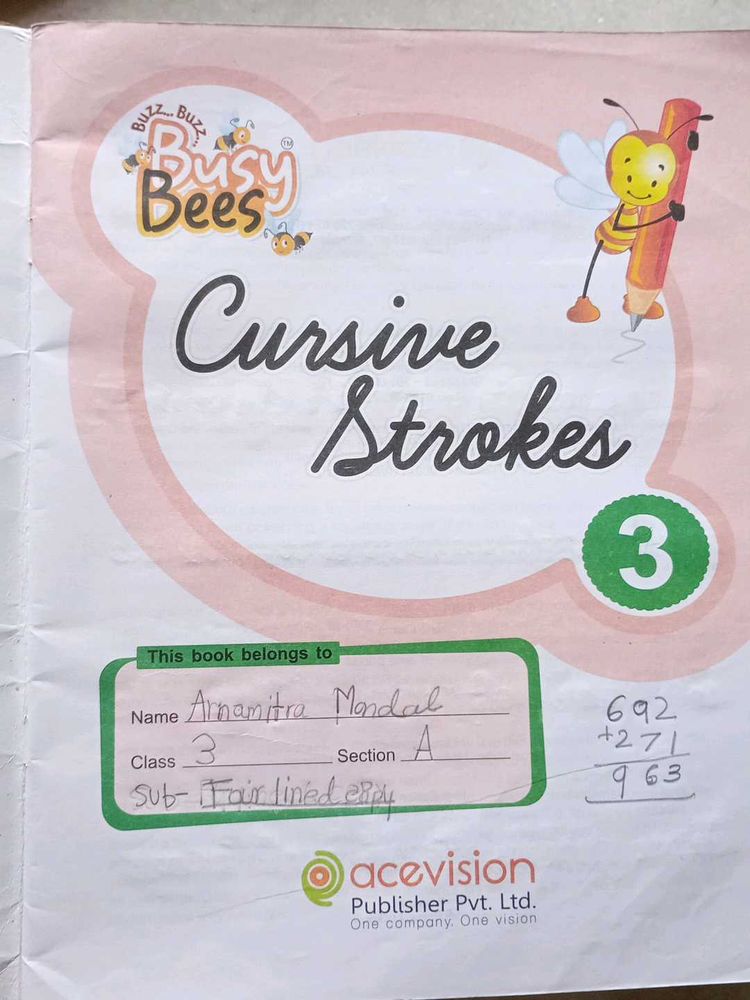 Buzz... Buzz...
Busy TM
Bees
Cursive
Strokes
3
This book belongs to
Name Arnamitra Mondal
Class 3 Section A
Sub- Four lined copy
692
+271
963
acevision
Publisher Pvt. Ltd.
One company. One vision